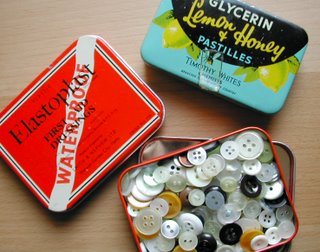 GLYCERIN
Lemon & Honey
PASTILLES
TIMOTHY WHITES
Elastoplast
FIRST AID
DRESSINGS
WATERPROOF